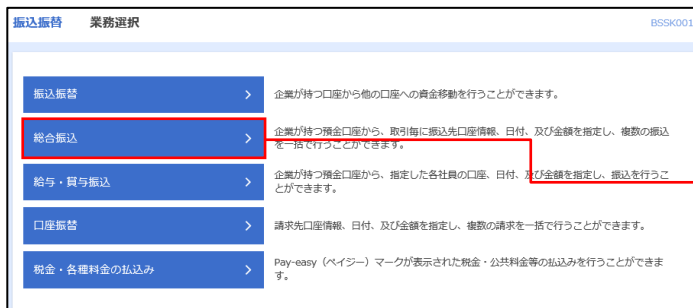 振込振替 業務選択 BSSK001
振込振替
企業が持つ口座から他の口座への資金移動を行うことができます。
総合振込
企業が持つ預金口座から、取引毎に振込先口座情報、日付、及び金額を指定し、複数の振込
を一括で行うことができます。
給与・賞与振込
企業が持つ預金口座から、指定した各社員の口座、日付、及び金額を指定し、振込を行うこ
とができます。
口座振替
請求先口座情報、日付、及び金額を指定し、複数の請求を一括で行うことができます。
税金・各種料金の払込み
Pay-easy（ペイジー）マークが表示された税金・公共料金等の払込みを行うことができま
す。